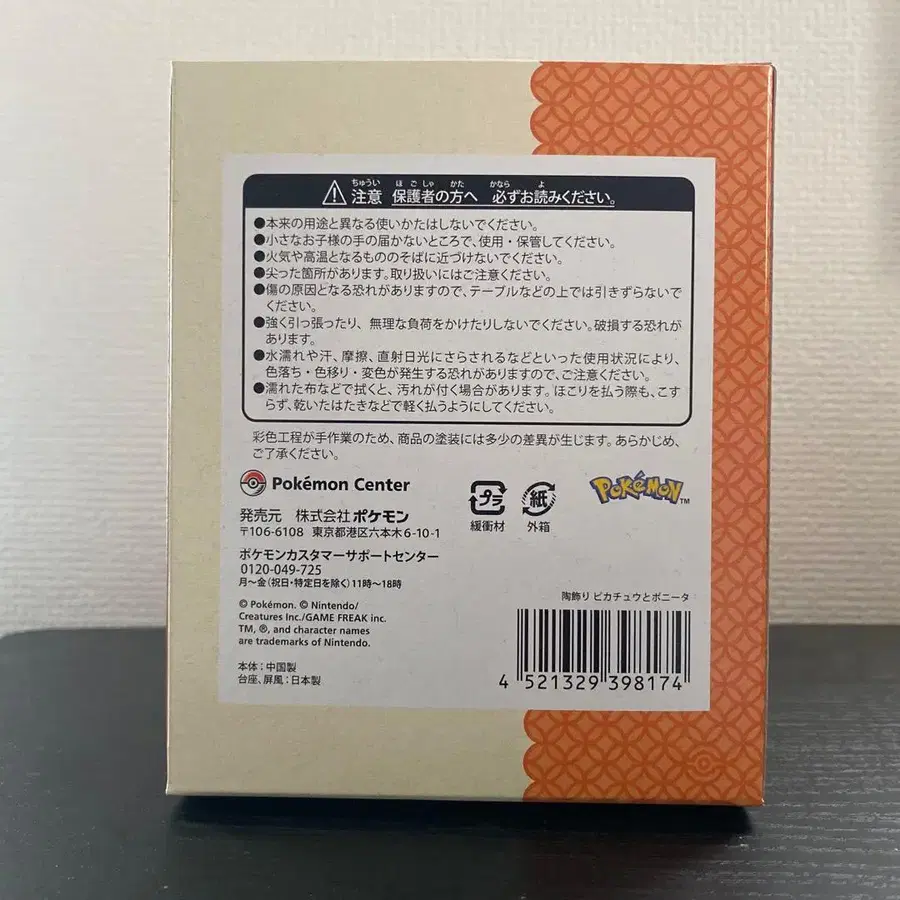 ⚠ 注意 保護者の方へ 必ずお読みください。
●本来の用途と異なる使いかたはしないでください。
●小さなお子様の手の届かないところで、使用・保管してください。
●火気や高温となるもののそばに近づけないでください。
●尖った箇所があります。取り扱いにはご注意ください。
●傷の原因となる恐れがありますので、テーブルなどの上では引きずらないで
ください。
●強く引っ張ったり、無理な負荷をかけたりしないでください。破損する恐れが
あります。
●水濡れや汗、摩擦、直射日光にさらされるなどといった使用状況により、
色落ち・色移り・変色が発生する恐れがありますので、ご注意ください。
●濡れた布などで拭くと、汚れが付く場合があります。ほこりを払う際も、こす
らず、乾いたはたきなどで軽く払うようにしてください。
彩色工程が手作業のため、商品の塗装には多少の差異が生じます。あらかじめ、
ご了承ください。
Pokémon Center
プラ
緩衝材
紙
外箱
POKéMON™
発売元 株式会社ポケモン
〒106-6108 東京都港区六本木6-10-1
ポケモンカスタマーサポートセンター
0120-049-725
月～金(祝日・特定日を除く)11時～18時
© Pokémon. © Nintendo/
Creatures Inc./GAME FREAK inc.
TM, ®, and character names
are trademarks of Nintendo.
本体:中国製
台座、屏風:日本製
陶飾り ピカチュウとポニータ
4 521329 398174